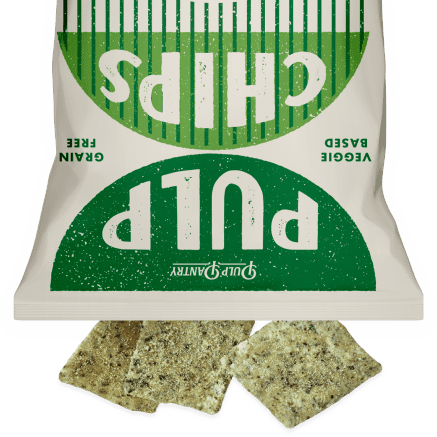 PULP PANTRY
PULP
VEGGIE
BASED
GRAIN
FREE
CHIPS